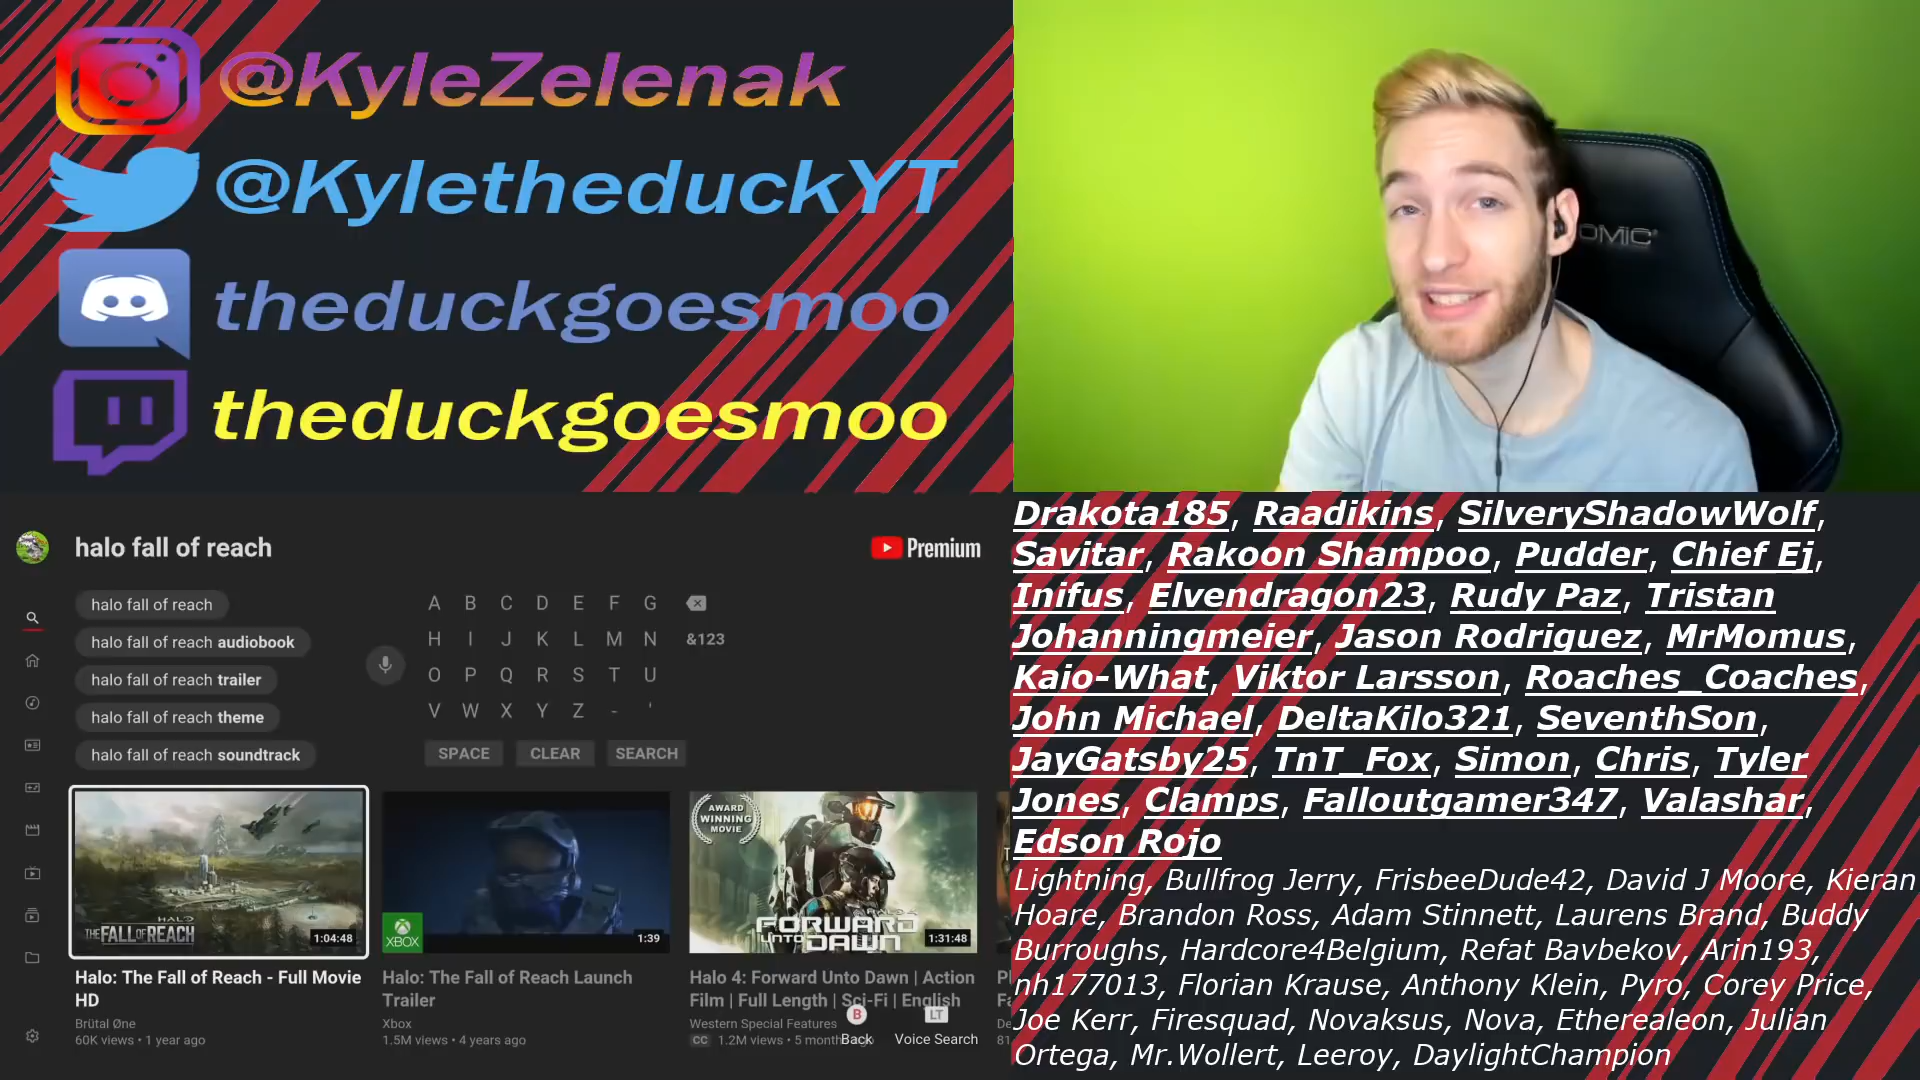 @KyleZelenak
@KyletheduckYT
theduckgoesmoo
theduckgoesmoo
OMIC
halo fall of reach
Premium
halo fall of reach
halo fall of reach audiobook
halo fall of reach trailer
halo fall of reach theme
halo fall of reach soundtrack
A B C D E F G
H I J K L M N &123
O P Q R S T U
V W X Y Z - '
SPACE CLEAR SEARCH
HALO
THE FALL OF REACH
1:04:48
XBOX
1:39
AWARD
WINNING
MOVIE
FORWARD
UNTO DAWN
1:31:48
Halo: The Fall of Reach - Full Movie
HD
Brütal Øne
60K views • 1 year ago
Halo: The Fall of Reach Launch
Trailer
Xbox
1.5M views • 4 years ago
Halo 4: Forward Unto Dawn | Action
Film | Full Length | Sci-Fi | English
Western Special Features
CC 1.2M views • 5 month
B
Back
LT
Voice Search
Drakota185, Raadikins, SilveryShadowWolf,
Savitar, Rakoon Shampoo, Pudder, Chief Ej,
Inifus, Elvendragon23, Rudy Paz, Tristan
Johanningmeier, Jason Rodriguez, MrMomus,
Kaio-What, Viktor Larsson, Roaches_Coaches,
John Michael, DeltaKilo321, SeventhSon,
JayGatsby25, TnT_Fox, Simon, Chris, Tyler
Jones, Clamps, Falloutgamer347, Valashar,
Edson Rojo
Lightning, Bullfrog Jerry, FrisbeeDude42, David J Moore, Kieran
Hoare, Brandon Ross, Adam Stinnett, Laurens Brand, Buddy
Burroughs, Hardcore4Belgium, Refat Bavbekov, Arin193,
nh177013, Florian Krause, Anthony Klein, Pyro, Corey Price,
Joe Kerr, Firesquad, Novaksus, Nova, Etherealeon, Julian
Ortega, Mr.Wollert, Leeroy, DaylightChampion